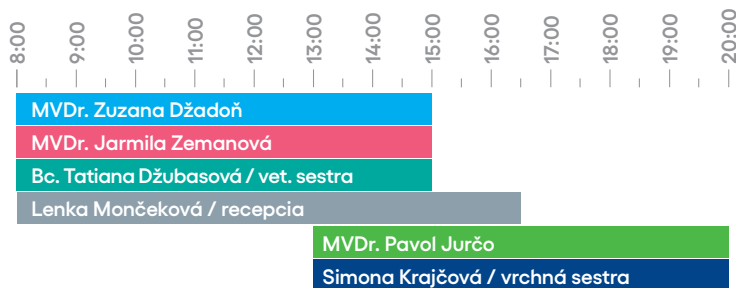 8:00
9:00
10:00
11:00
12:00
13:00
14:00
15:00
16:00
17:00
18:00
19:00
20:00
MVDr. Zuzana Džadoň
MVDr. Jarmila Zemanová
Bc. Tatiana Džubasová / vet. sestra
Lenka Mončeková / recepcia
MVDr. Pavol Jurčo
Simona Krajčová / vrchná sestra